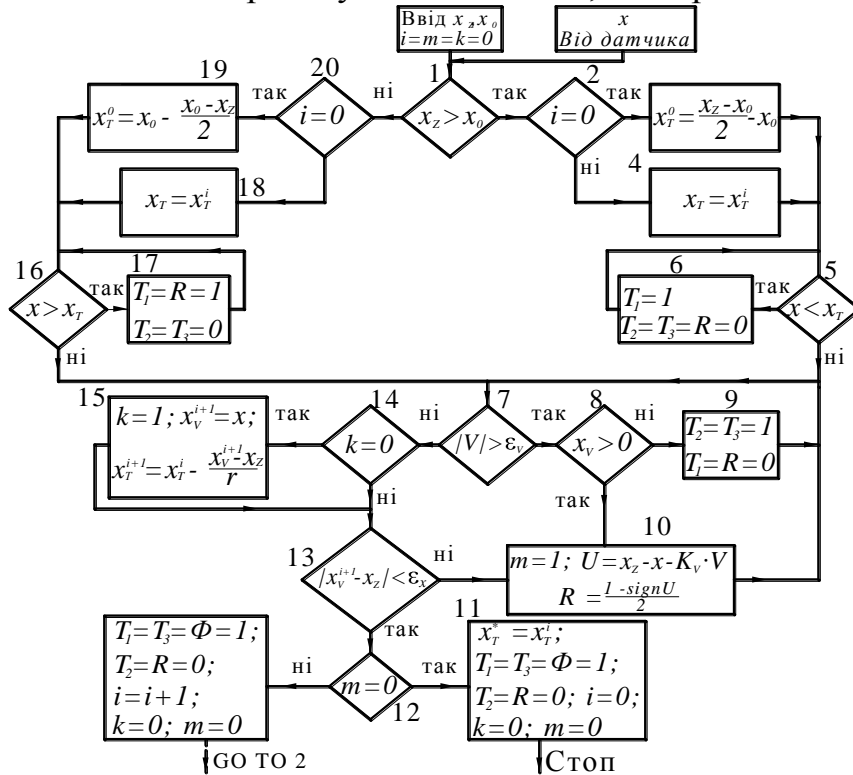 Ввід x_z,x_0
i=m=k=0
x
Від датчика
19
20
1
2
x_T^0=x_0 - (x_0-x_Z)/2
так
i=0
ні
x_Z>x_0
так
i=0
так
x_T^0=(x_Z-x_0)/2-x_0
ні
4
x_T=x_T^i
18
x_T=x_T^i
16
17
6
5
x>x_T
так
T_1=R=1
T_2=T_3=0
T_1=1
T_2=T_3=R=0
так
x<x_T
ні
ні
15
14
7
8
9
k=1; x_V^{i+1}=x;
x_T^{i+1}=x_T^i- (x_V^{i+1}-x_Z)/r
так
k=0
ні
|V|>ε_V
так
x_V>0
ні
T_2=T_3=1
T_1=R=0
ні
так
10
13
|x_V^{i+1}-x_Z|<ε_x
ні
m=1; U=x_Z-x-K_V·V
R=(1-signU)/2
так
11
T_1=T_3=Ф=1;
T_2=R=0;
i=i+1;
k=0; m=0
ні
m=0
так
12
x_T^*=x_T^i;
T_1=T_3=Ф=1;
T_2=R=0; i=0;
k=0; m=0
GO TO 2
Стоп